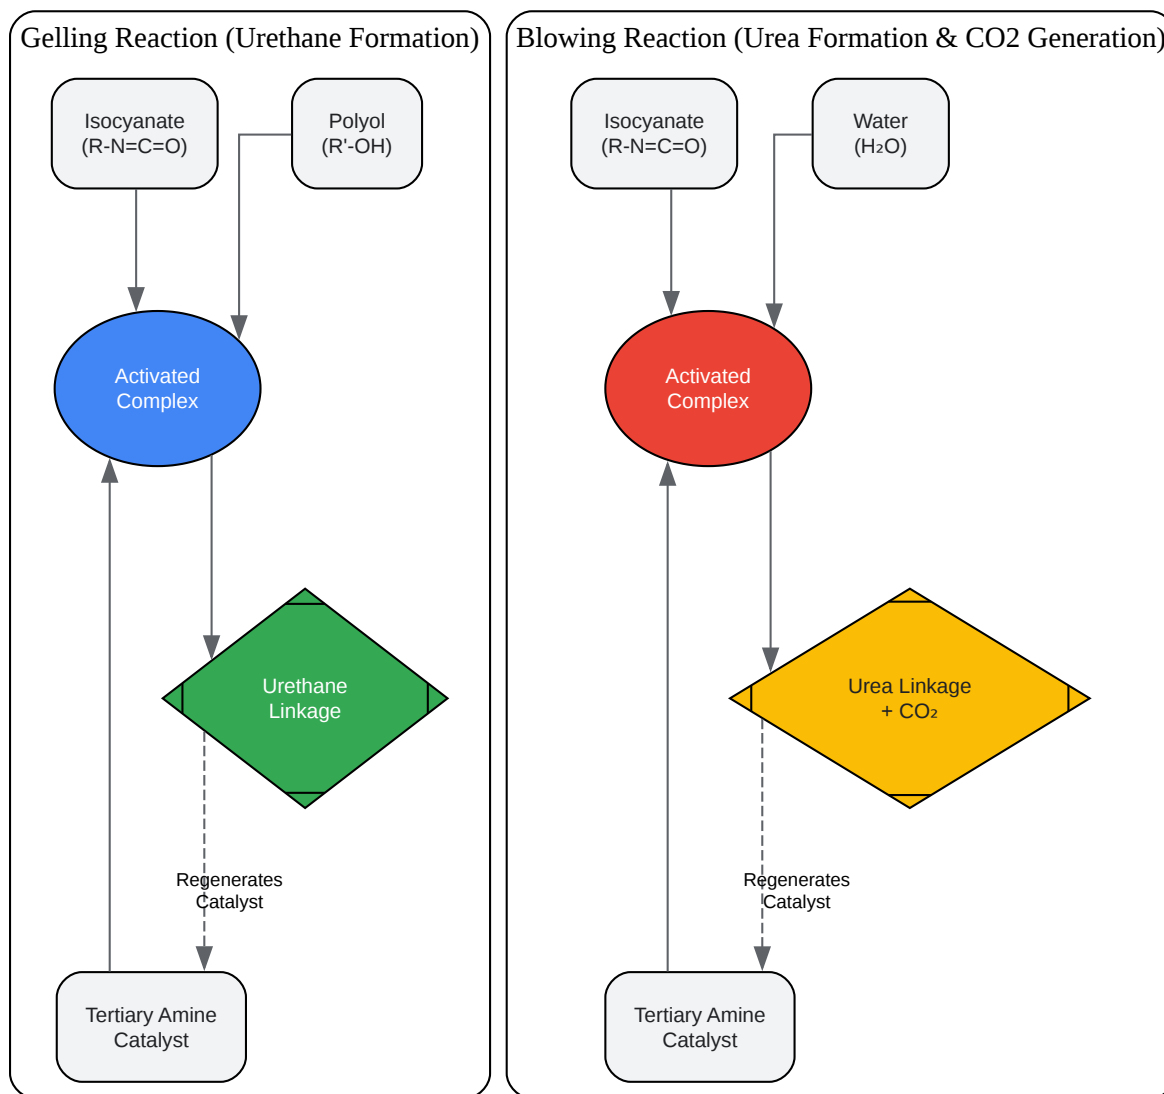 Gelling Reaction (Urethane Formation)
Isocyanate
(R-N=C=O)
Polyol
(R'-OH)
Activated
Complex
Urethane
Linkage
Regenerates
Catalyst
Tertiary Amine
Catalyst
Blowing Reaction (Urea Formation & CO2 Generation)
Isocyanate
(R-N=C=O)
Water
(H₂O)
Activated
Complex
Urea Linkage
+ CO₂
Regenerates
Catalyst
Tertiary Amine
Catalyst